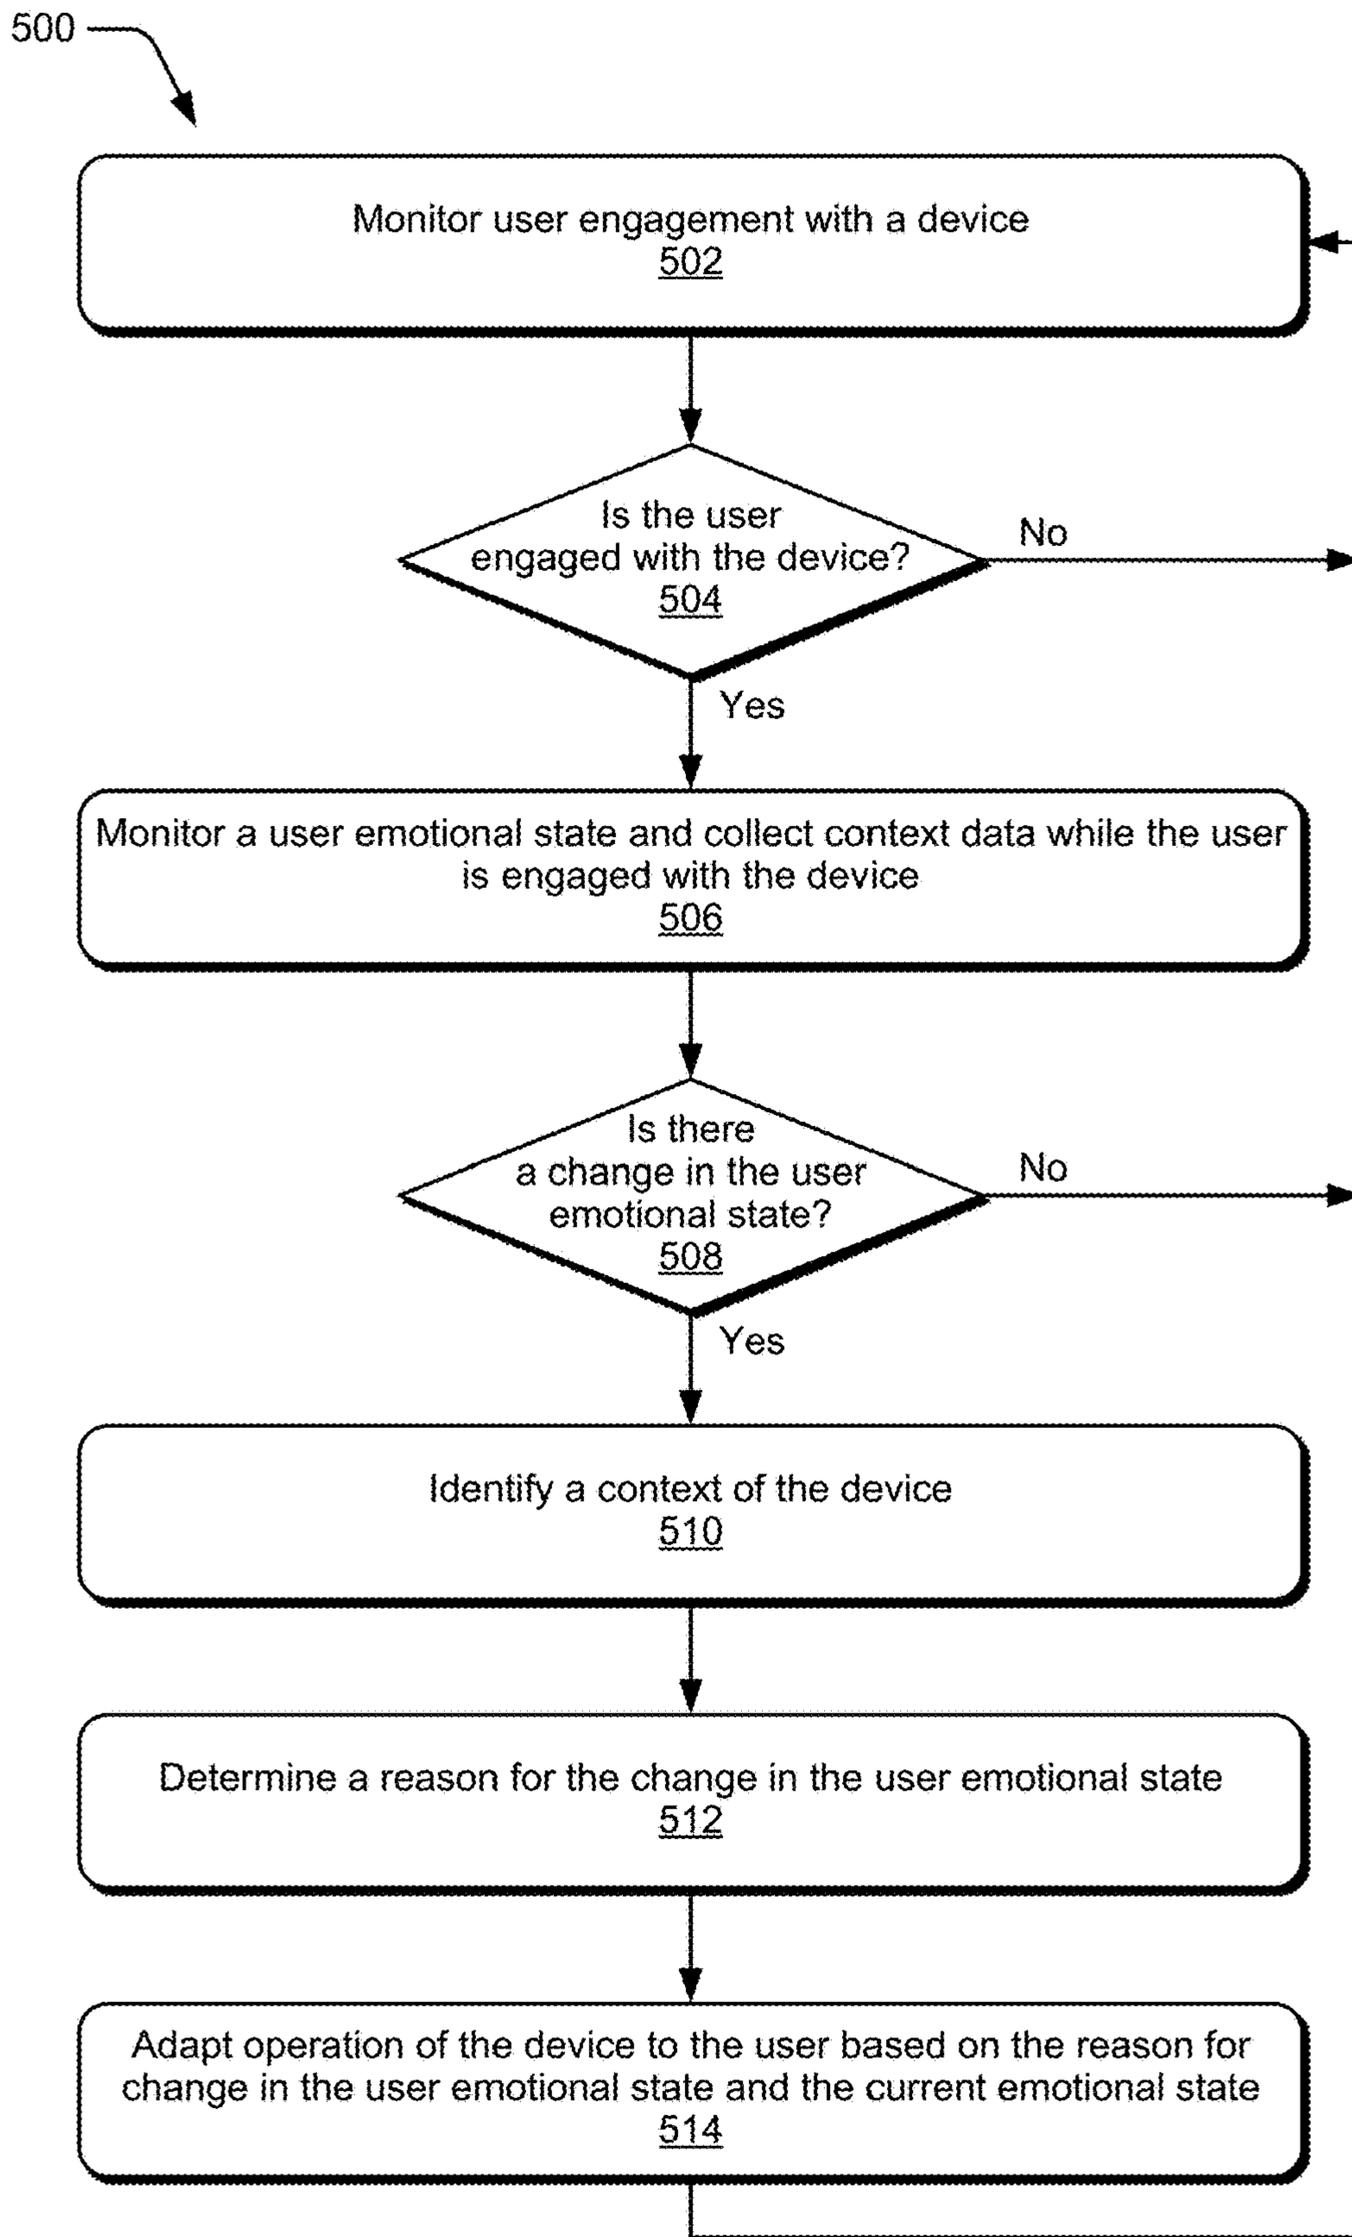 500
Monitor user engagement with a device
502
Is the user
engaged with the device?
504
No
Yes
Monitor a user emotional state and collect context data while the user
is engaged with the device
506
Is there
a change in the user
emotional state?
508
No
Yes
Identify a context of the device
510
Determine a reason for the change in the user emotional state
512
Adapt operation of the device to the user based on the reason for
change in the user emotional state and the current emotional state
514